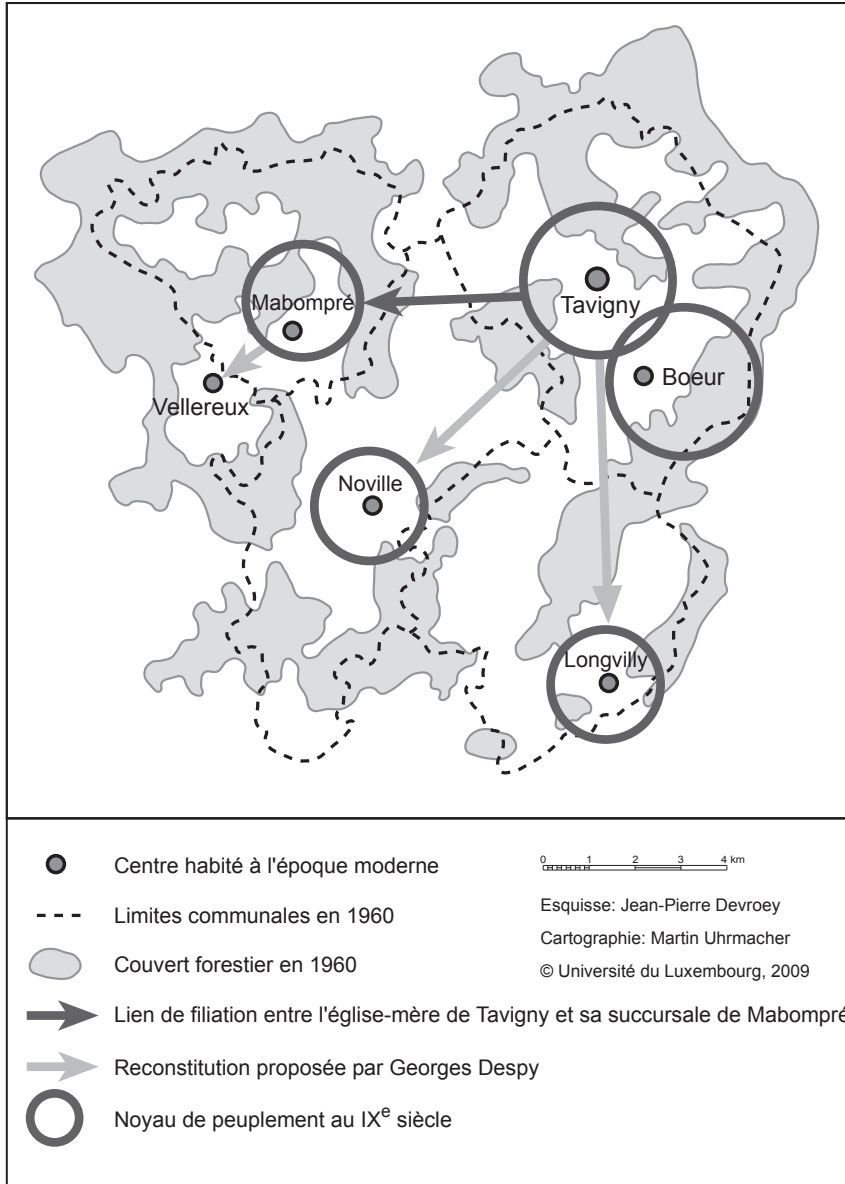 Mabompré
Tavigny
Boeur
Vellereux
Noville
Longvilly
Centre habité à l'époque moderne
Limites communales en 1960
Couvert forestier en 1960
Lien de filiation entre l'église-mère de Tavigny et sa succursale de Mabompré
Reconstitution proposée par Georges Despy
Noyau de peuplement au IXe siècle
0 1 2 3 4 km
Esquisse: Jean-Pierre Devroey
Cartographie: Martin Uhrmacher
© Université du Luxembourg, 2009